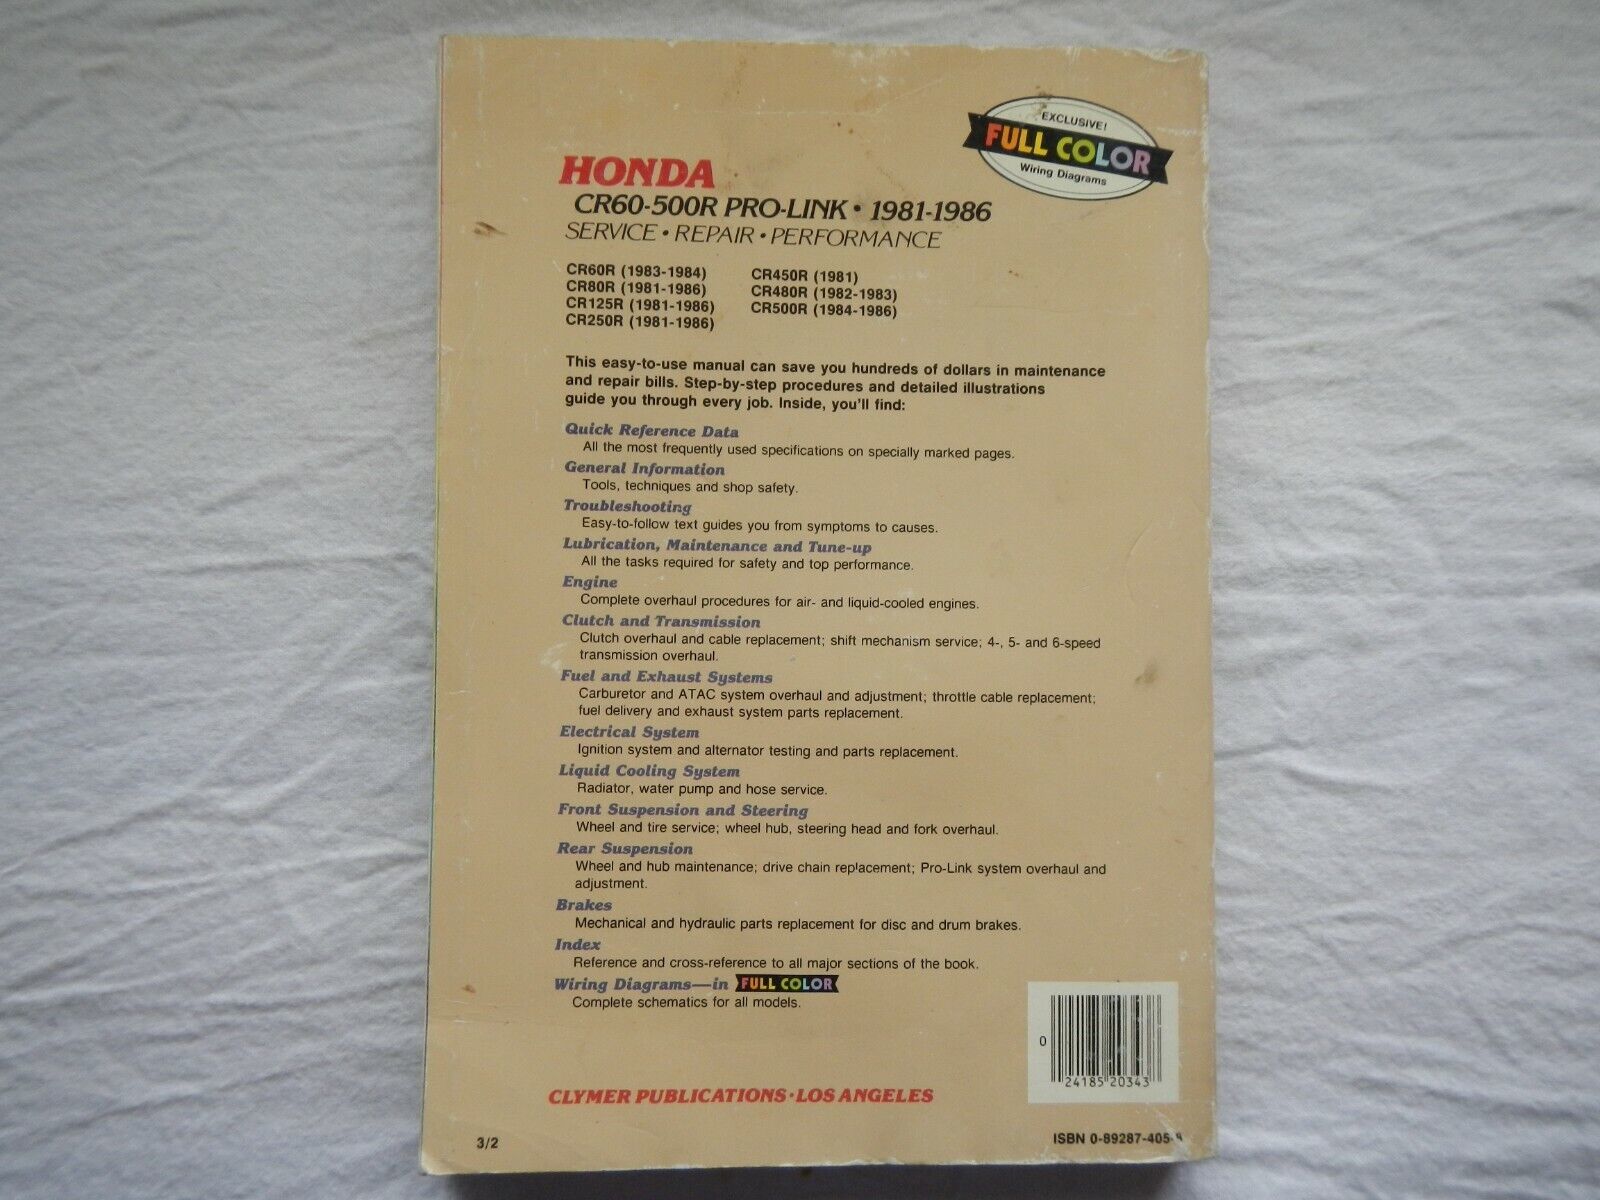 EXCLUSIVE!
FULL COLOR
Wiring Diagrams
HONDA
CR60-500R PRO-LINK • 1981-1986
SERVICE • REPAIR • PERFORMANCE
CR60R (1983-1984)
CR80R (1981-1986)
CR125R (1981-1986)
CR250R (1981-1986)
CR450R (1981)
CR480R (1982-1983)
CR500R (1984-1986)
This easy-to-use manual can save you hundreds of dollars in maintenance
and repair bills. Step-by-step procedures and detailed illustrations
guide you through every job. Inside, you'll find:
Quick Reference Data
All the most frequently used specifications on specially marked pages.
General Information
Tools, techniques and shop safety.
Troubleshooting
Easy-to-follow text guides you from symptoms to causes.
Lubrication, Maintenance and Tune-up
All the tasks required for safety and top performance.
Engine
Complete overhaul procedures for air- and liquid-cooled engines.
Clutch and Transmission
Clutch overhaul and cable replacement; shift mechanism service; 4-, 5- and 6-speed
transmission overhaul.
Fuel and Exhaust Systems
Carburetor and ATAC system overhaul and adjustment; throttle cable replacement;
fuel delivery and exhaust system parts replacement.
Electrical System
Ignition system and alternator testing and parts replacement.
Liquid Cooling System
Radiator, water pump and hose service.
Front Suspension and Steering
Wheel and tire service; wheel hub, steering head and fork overhaul.
Rear Suspension
Wheel and hub maintenance; drive chain replacement; Pro-Link system overhaul and
adjustment.
Brakes
Mechanical and hydraulic parts replacement for disc and drum brakes.
Index
Reference and cross-reference to all major sections of the book.
Wiring Diagrams—in FULL COLOR
Complete schematics for all models.
0 24185 20343
CLYMER PUBLICATIONS • LOS ANGELES
3/2
ISBN 0-89287-405-8